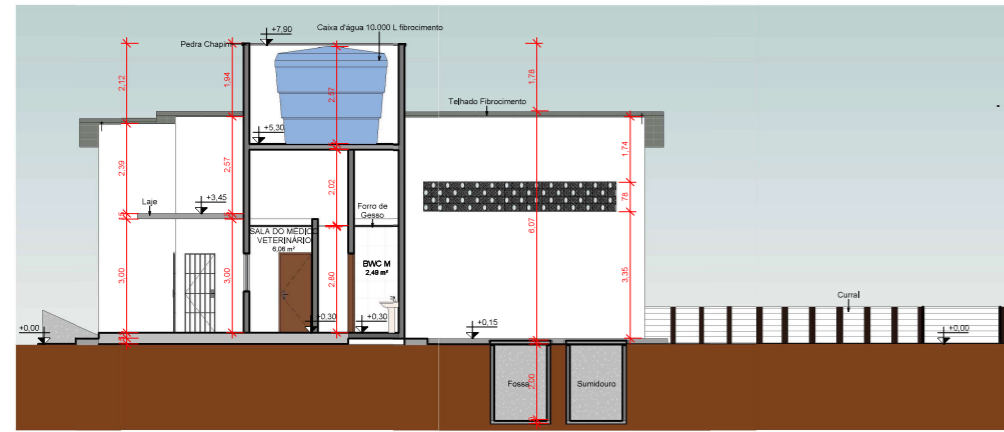 +7,90
Caixa d'água 10.000 L fibrocimento
Pedra Chapim
2,12
1,94
2,57
1,78
Telhado Fibrocimento
+5,30
2,39
2,57
2,02
1,74
78
+3,45
Laje
Forro de
Gesso
6,07
SALA DO MÉDICO
VETERINÁRIO
6,06 m²
BWC M
2,49 m²
3,00
3,00
2,80
3,35
Curral
+0,00
+0,30
+0,30
+0,15
+0,00
Fossa
2,00
Sumidouro